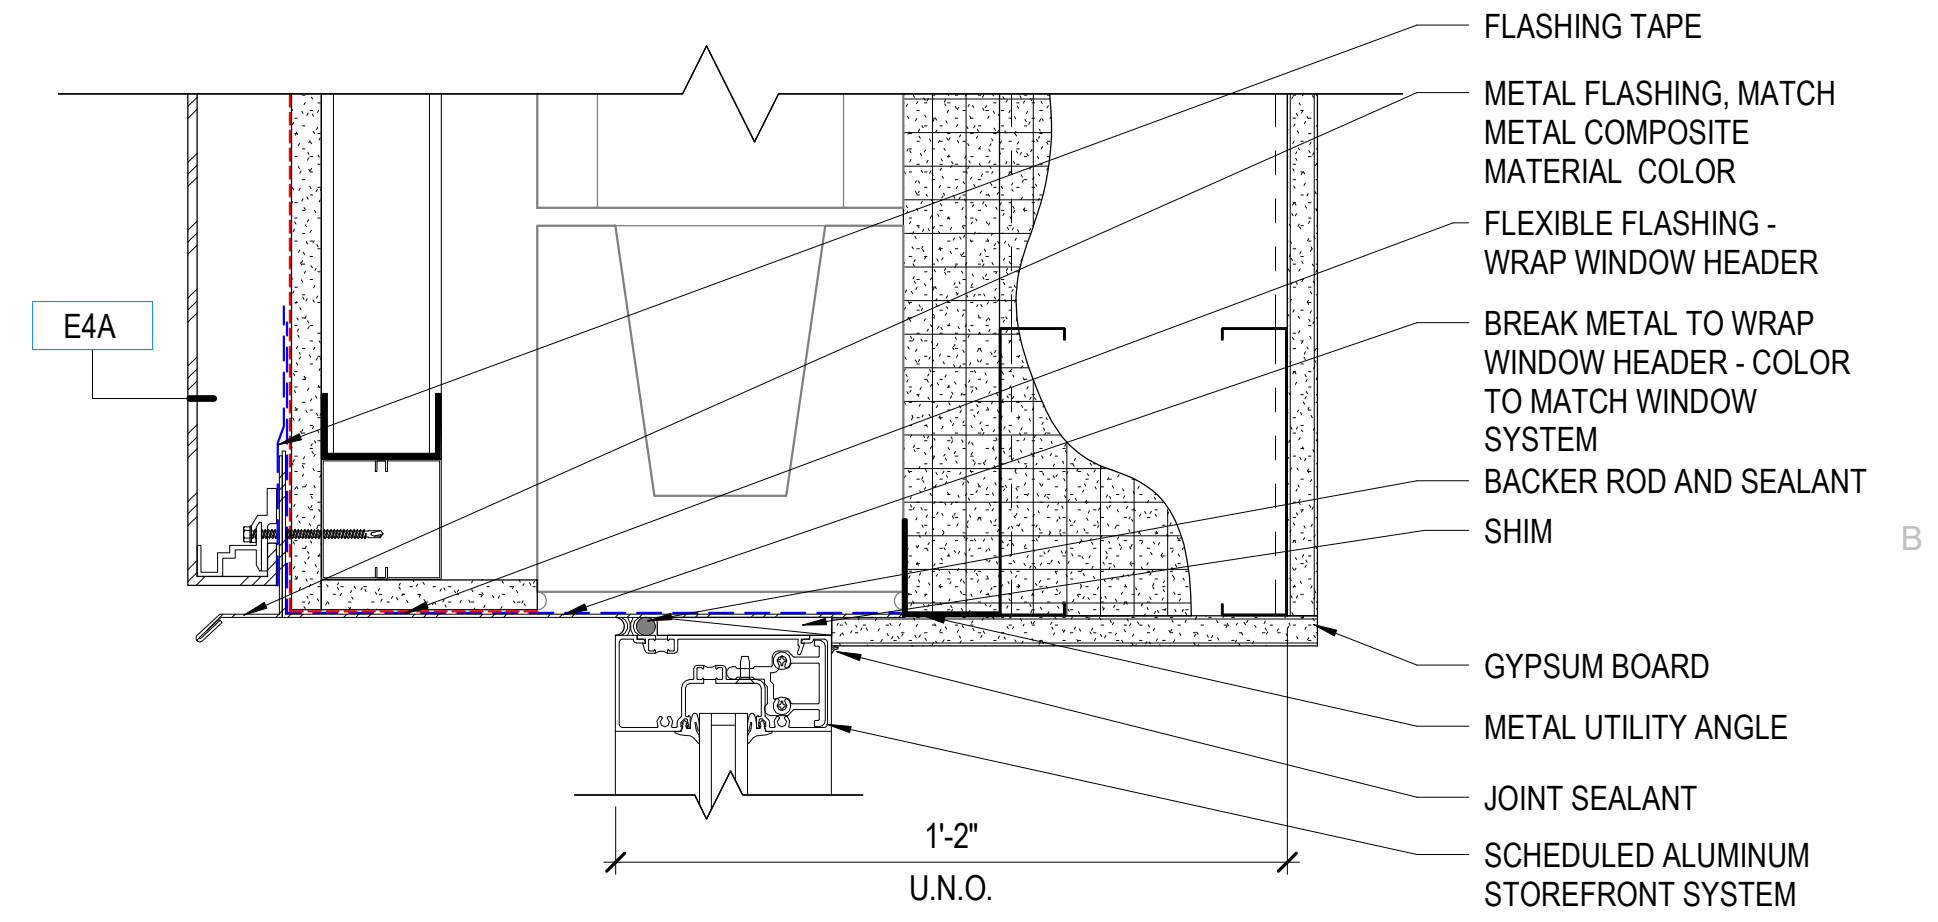 FLASHING TAPE
METAL FLASHING, MATCH
METAL COMPOSITE
MATERIAL  COLOR
FLEXIBLE FLASHING -
WRAP WINDOW HEADER
E4A
BREAK METAL TO WRAP
WINDOW HEADER - COLOR
TO MATCH WINDOW
SYSTEM
BACKER ROD AND SEALANT
SHIM
B
GYPSUM BOARD
METAL UTILITY ANGLE
JOINT SEALANT
1'-2"
U.N.O.
SCHEDULED ALUMINUM
STOREFRONT SYSTEM